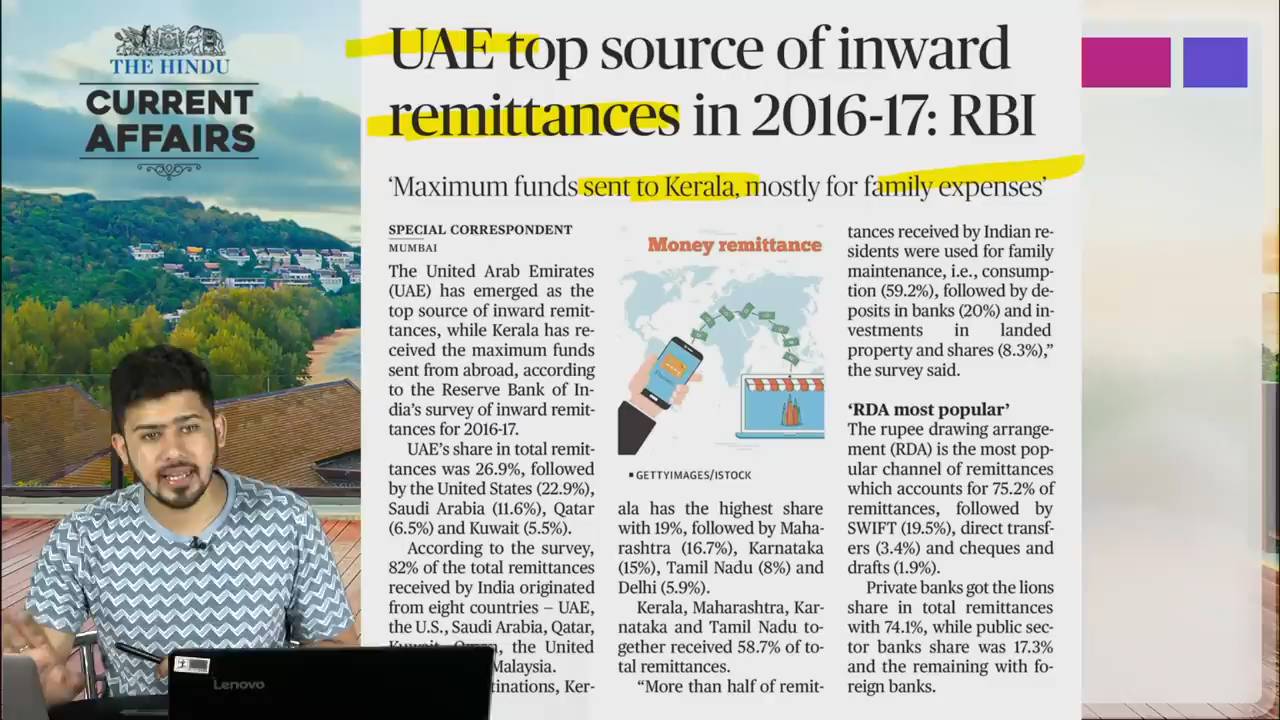 THE HINDU
CURRENT
AFFAIRS
UAE top source of inward
remittances in 2016-17: RBI
‘Maximum funds sent to Kerala, mostly for family expenses’
SPECIAL CORRESPONDENT
MUMBAI
The United Arab Emirates
(UAE) has emerged as the
top source of inward remit-
tances, while Kerala has re-
ceived the maximum funds
sent from abroad, according
to the Reserve Bank of In-
dia’s survey of inward remit-
tances for 2016-17.
UAE’s share in total remit-
tances was 26.9%, followed
by the United States (22.9%),
Saudi Arabia (11.6%), Qatar
(6.5%) and Kuwait (5.5%).
According to the survey,
82% of the total remittances
received by India originated
from eight countries – UAE,
the U.S., Saudi Arabia, Qatar,
the United
Malaysia.
tinations, Ker-
Money remittance
■ GETTYIMAGES/ISTOCK
ala has the highest share
with 19%, followed by Maha-
rashtra (16.7%), Karnataka
(15%), Tamil Nadu (8%) and
Delhi (5.9%).
Kerala, Maharashtra, Kar-
nataka and Tamil Nadu to-
gether received 58.7% of to-
tal remittances.
“More than half of remit-
tances received by Indian re-
sidents were used for family
maintenance, i.e., consump-
tion (59.2%), followed by de-
posits in banks (20%) and in-
vestments in landed
property and shares (8.3%),”
the survey said.
‘RDA most popular’
The rupee drawing arrange-
ment (RDA) is the most pop-
ular channel of remittances
which accounts for 75.2% of
remittances, followed by
SWIFT (19.5%), direct transf-
ers (3.4%) and cheques and
drafts (1.9%).
Private banks got the lions
share in total remittances
with 74.1%, while public sec-
tor banks share was 17.3%
and the remaining with fo-
reign banks.
Lenovo